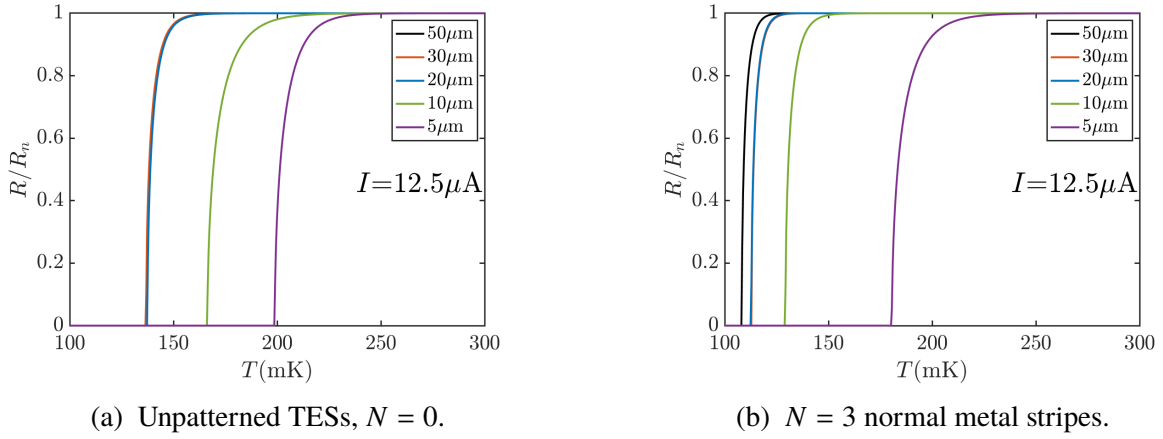 1
0.8
0.6
0.4
0.2
0
R/Rn
50μm
30μm
20μm
10μm
5μm
I=12.5μA
100 150 200 250 300
T(mK)
(a) Unpatterned TESs, N = 0.
1
0.8
0.6
0.4
0.2
0
R/Rn
50μm
30μm
20μm
10μm
5μm
I=12.5μA
100 150 200 250 300
T(mK)
(b) N = 3 normal metal stripes.